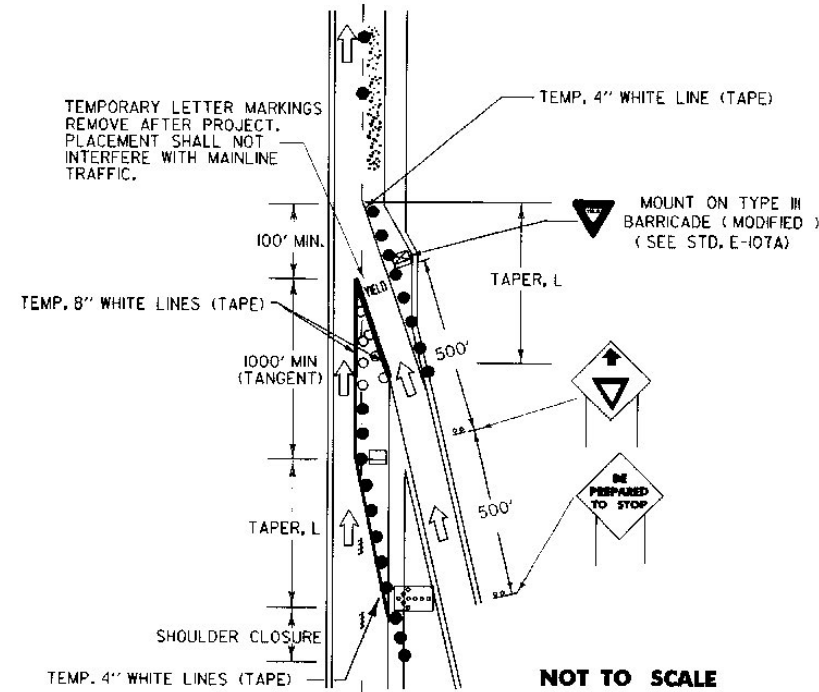 TEMP. 4" WHITE LINE (TAPE)
TEMPORARY LETTER MARKINGS
REMOVE AFTER PROJECT.
PLACEMENT SHALL NOT
INTERFERE WITH MAINLINE
TRAFFIC.
MOUNT ON TYPE III
BARRICADE ( MODIFIED )
( SEE STD. E-107A)
100' MIN.
TAPER, L
YIELD
TEMP. 8" WHITE LINES (TAPE)
500'
1000' MIN
(TANGENT)
BE
PREPARED
TO STOP
500'
TAPER, L
SHOULDER CLOSURE
TEMP. 4" WHITE LINES (TAPE)
NOT TO SCALE